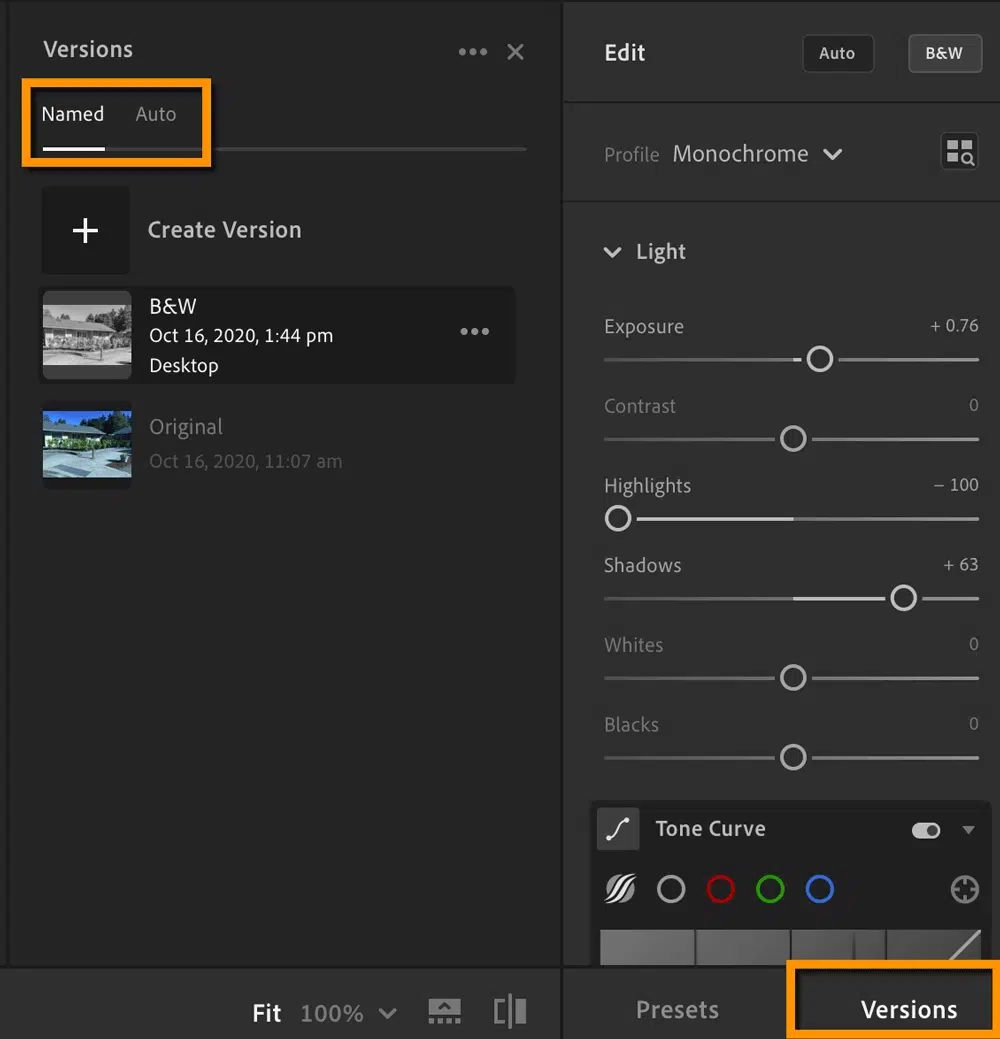 Versions
Named Auto
Create Version
B&W
Oct 16, 2020, 1:44 pm
Desktop
Original
Oct 16, 2020, 11:07 am
Fit 100%
Edit Auto B&W
Profile Monochrome
Light
Exposure + 0.76
Contrast 0
Highlights – 100
Shadows + 63
Whites 0
Blacks 0
Tone Curve
Presets Versions